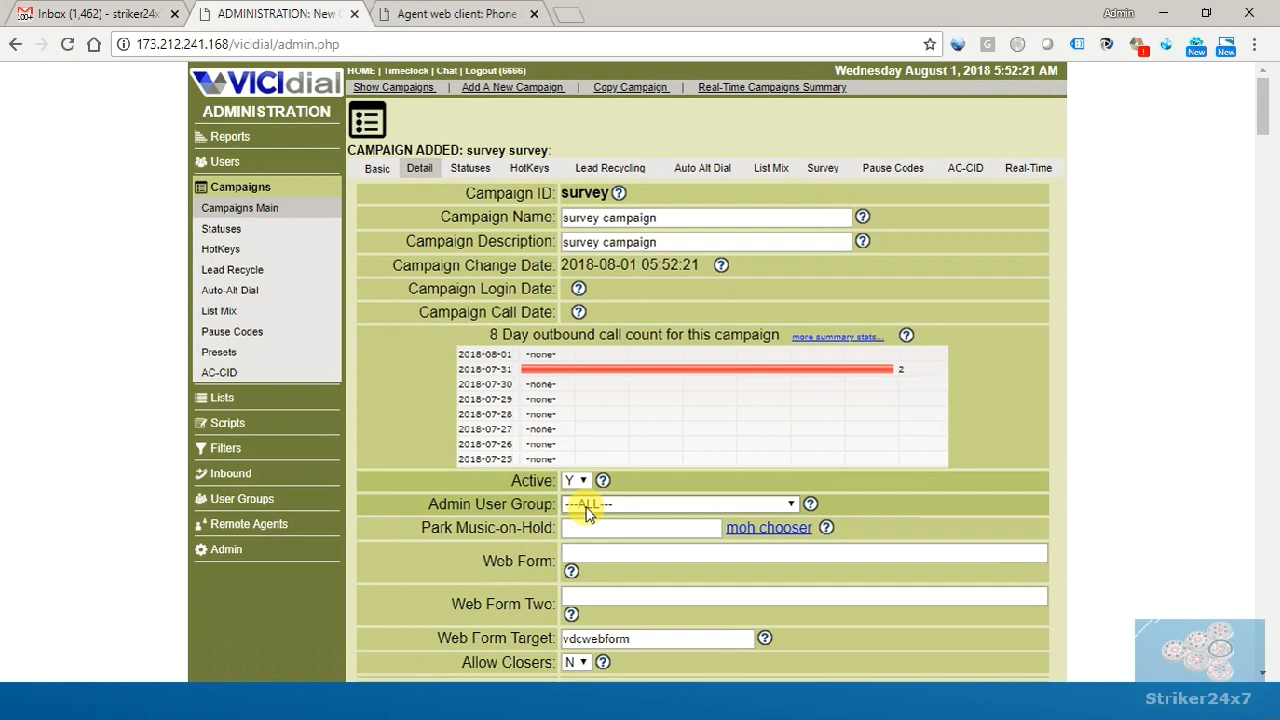 Inbox (1,462) - striker24x
ADMINISTRATION: New C
Agent web client: Phone
Admin
173.212.241.168/vicidial/admin.php
New
New
VICIdial
HOME | Timeclock | Chat | Logout (6666)
Wednesday August 1, 2018 5:52:21 AM
Show Campaigns | Add A New Campaign | Copy Campaign | Real-Time Campaigns Summary
ADMINISTRATION
Reports
Users
Campaigns
Campaigns Main
Statuses
HotKeys
Lead Recycle
Auto-Alt Dial
List Mix
Pause Codes
Presets
AC-CID
Lists
Scripts
Filters
Inbound
User Groups
Remote Agents
Admin
CAMPAIGN ADDED: survey survey:
Basic Detail Statuses HotKeys Lead Recycling Auto Alt Dial List Mix Survey Pause Codes AC-CID Real-Time
Campaign ID: survey
Campaign Name: survey campaign
Campaign Description: survey campaign
Campaign Change Date: 2018-08-01 05:52:21
Campaign Login Date:
Campaign Call Date:
8 Day outbound call count for this campaign more summary stats...
2018-08-01 -none-
2018-07-31 2
2018-07-30 -none-
2018-07-29 -none-
2018-07-28 -none-
2018-07-27 -none-
2018-07-26 -none-
2018-07-25 -none-
Active: Y
Admin User Group: ---ALL---
Park Music-on-Hold: moh chooser
Web Form:
Web Form Two:
Web Form Target: vdcwebform
Allow Closers: N
Striker24x7